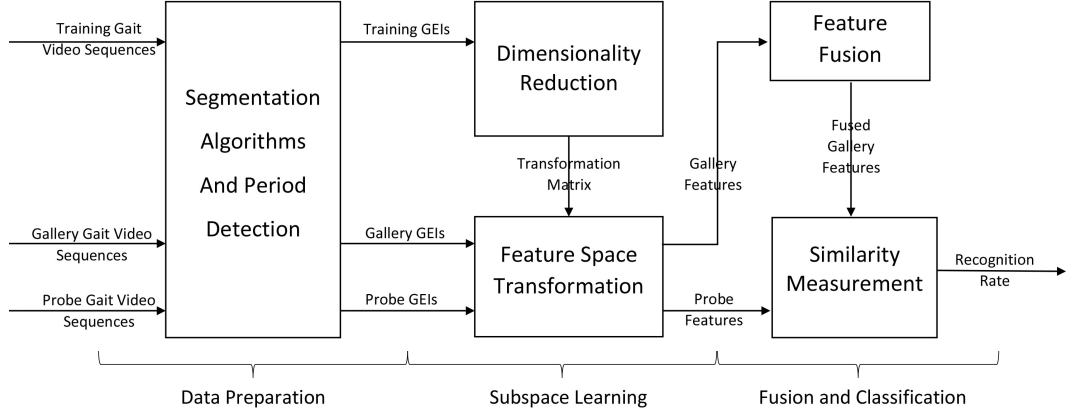 Training Gait
Video Sequences
Segmentation
Algorithms
And Period
Detection
Training GEIs
Dimensionality
Reduction
Feature
Fusion
Transformation
Matrix
Gallery
Features
Fused
Gallery
Features
Gallery Gait Video
Sequences
Gallery GEIs
Feature Space
Transformation
Similarity
Measurement
Recognition
Rate
Probe Gait Video
Sequences
Probe GEIs
Probe
Features
Data Preparation
Subspace Learning
Fusion and Classification